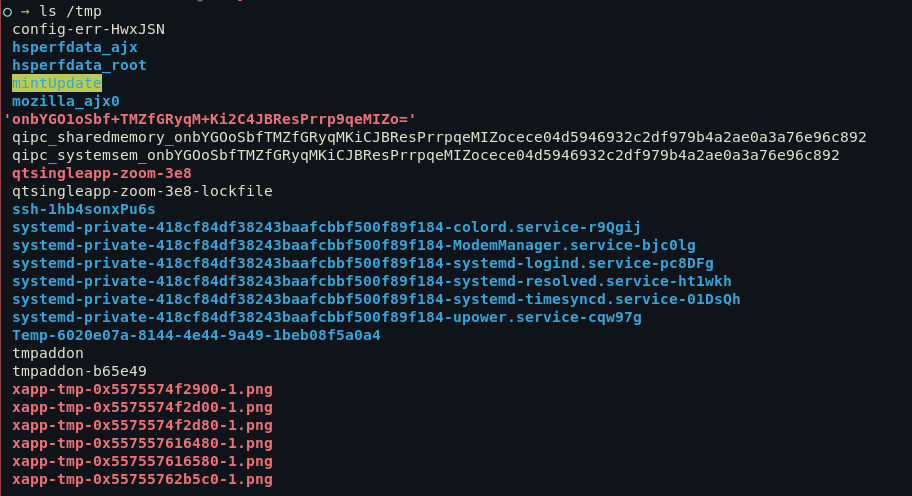 ○ → ls /tmp
config-err-HwxJSN
hsperfdata_ajx
hsperfdata_root
mintUpdate
mozilla_ajx0
'onbYGO1oSbf+TMZfGRyqM+Ki2C4JBResPrrp9qeMIZo='
qipc_sharedmemory_onbYGOoSbfTMZfGRyqMKiCJBResPrrpqeMIZocece04d5946932c2df979b4a2ae0a3a76e96c892
qipc_systemsem_onbYGOoSbfTMZfGRyqMKiCJBResPrrpqeMIZocece04d5946932c2df979b4a2ae0a3a76e96c892
qtsingleapp-zoom-3e8
qtsingleapp-zoom-3e8-lockfile
ssh-1hb4sonxPu6s
systemd-private-418cf84df38243baafcbbf500f89f184-colord.service-r9Qgij
systemd-private-418cf84df38243baafcbbf500f89f184-ModemManager.service-bjc0lg
systemd-private-418cf84df38243baafcbbf500f89f184-systemd-logind.service-pc8DFg
systemd-private-418cf84df38243baafcbbf500f89f184-systemd-resolved.service-ht1wkh
systemd-private-418cf84df38243baafcbbf500f89f184-systemd-timesyncd.service-01DsQh
systemd-private-418cf84df38243baafcbbf500f89f184-upower.service-cqw97g
Temp-6020e07a-8144-4e44-9a49-1beb08f5a0a4
tmpaddon
tmpaddon-b65e49
xapp-tmp-0x5575574f2900-1.png
xapp-tmp-0x5575574f2d00-1.png
xapp-tmp-0x5575574f2d80-1.png
xapp-tmp-0x557557616480-1.png
xapp-tmp-0x557557616580-1.png
xapp-tmp-0x55755762b5c0-1.png